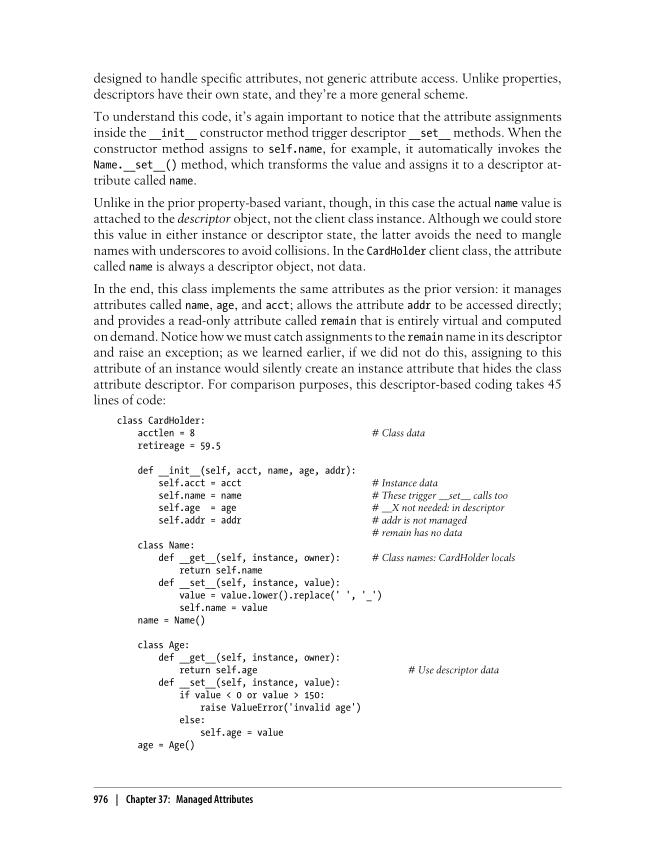 designed to handle specific attributes, not generic attribute access. Unlike properties,
descriptors have their own state, and they're a more general scheme.
To understand this code, it's again important to notice that the attribute assignments
inside the __init__ constructor method trigger descriptor __set__ methods. When the
constructor method assigns to self.name, for example, it automatically invokes the
Name.__set__() method, which transforms the value and assigns it to a descriptor at-
tribute called name.
Unlike in the prior property-based variant, though, in this case the actual name value is
attached to the descriptor object, not the client class instance. Although we could store
this value in either instance or descriptor state, the latter avoids the need to mangle
names with underscores to avoid collisions. In the CardHolder client class, the attribute
called name is always a descriptor object, not data.
In the end, this class implements the same attributes as the prior version: it manages
attributes called name, age, and acct; allows the attribute addr to be accessed directly;
and provides a read-only attribute called remain that is entirely virtual and computed
on demand. Notice how we must catch assignments to the remain name in its descriptor
and raise an exception; as we learned earlier, if we did not do this, assigning to this
attribute of an instance would silently create an instance attribute that hides the class
attribute descriptor. For comparison purposes, this descriptor-based coding takes 45
lines of code:
class CardHolder:
    acctlen = 8                                  # Class data
    retireage = 59.5
    def __init__(self, acct, name, age, addr):
        self.acct = acct                         # Instance data
        self.name = name                         # These trigger __set__ calls too
        self.age  = age                          # __X not needed: in descriptor
        self.addr = addr                         # addr is not managed
                                                 # remain has no data
    class Name:
        def __get__(self, instance, owner):      # Class names: CardHolder locals
            return self.name
        def __set__(self, instance, value):
            value = value.lower().replace(' ', '_')
            self.name = value
    name = Name()
    class Age:
        def __get__(self, instance, owner):
            return self.age                             # Use descriptor data
        def __set__(self, instance, value):
            if value < 0 or value > 150:
                raise ValueError('invalid age')
            else:
                self.age = value
    age = Age()
976 | Chapter 37: Managed Attributes